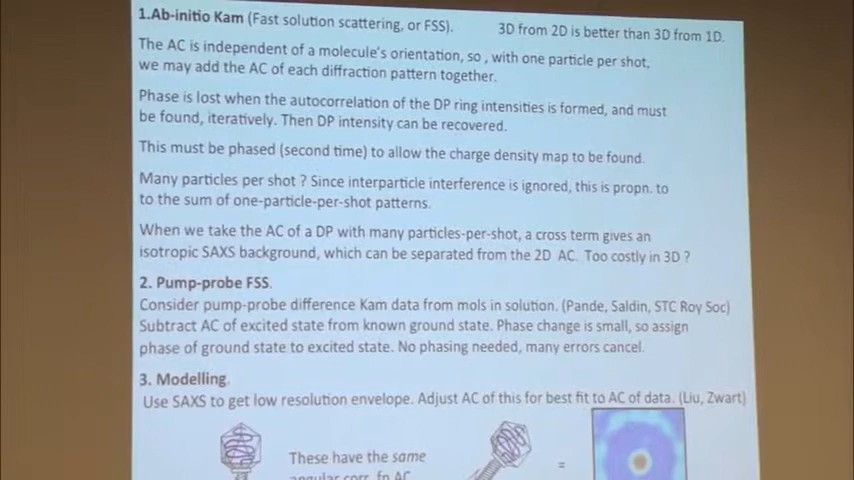 1.Ab-initio Kam (Fast solution scattering, or FSS). 3D from 2D is better than 3D from 1D.
The AC is independent of a molecule's orientation, so , with one particle per shot,
we may add the AC of each diffraction pattern together.
Phase is lost when the autocorrelation of the DP ring intensities is formed, and must
be found, iteratively. Then DP intensity can be recovered.
This must be phased (second time) to allow the charge density map to be found.
Many particles per shot ? Since interparticle interference is ignored, this is propn. to
to the sum of one-particle-per-shot patterns.
When we take the AC of a DP with many particles-per-shot, a cross term gives an
isotropic SAXS background, which can be separated from the 2D AC. Too costly in 3D ?
2. Pump-probe FSS.
Consider pump-probe difference Kam data from mols in solution. (Pande, Saldin, STC Roy Soc)
Subtract AC of excited state from known ground state. Phase change is small, so assign
phase of ground state to excited state. No phasing needed, many errors cancel.
3. Modelling.
Use SAXS to get low resolution envelope. Adjust AC of this for best fit to AC of data. (Liu, Zwart)
These have the same
=
angular corr. fn AC